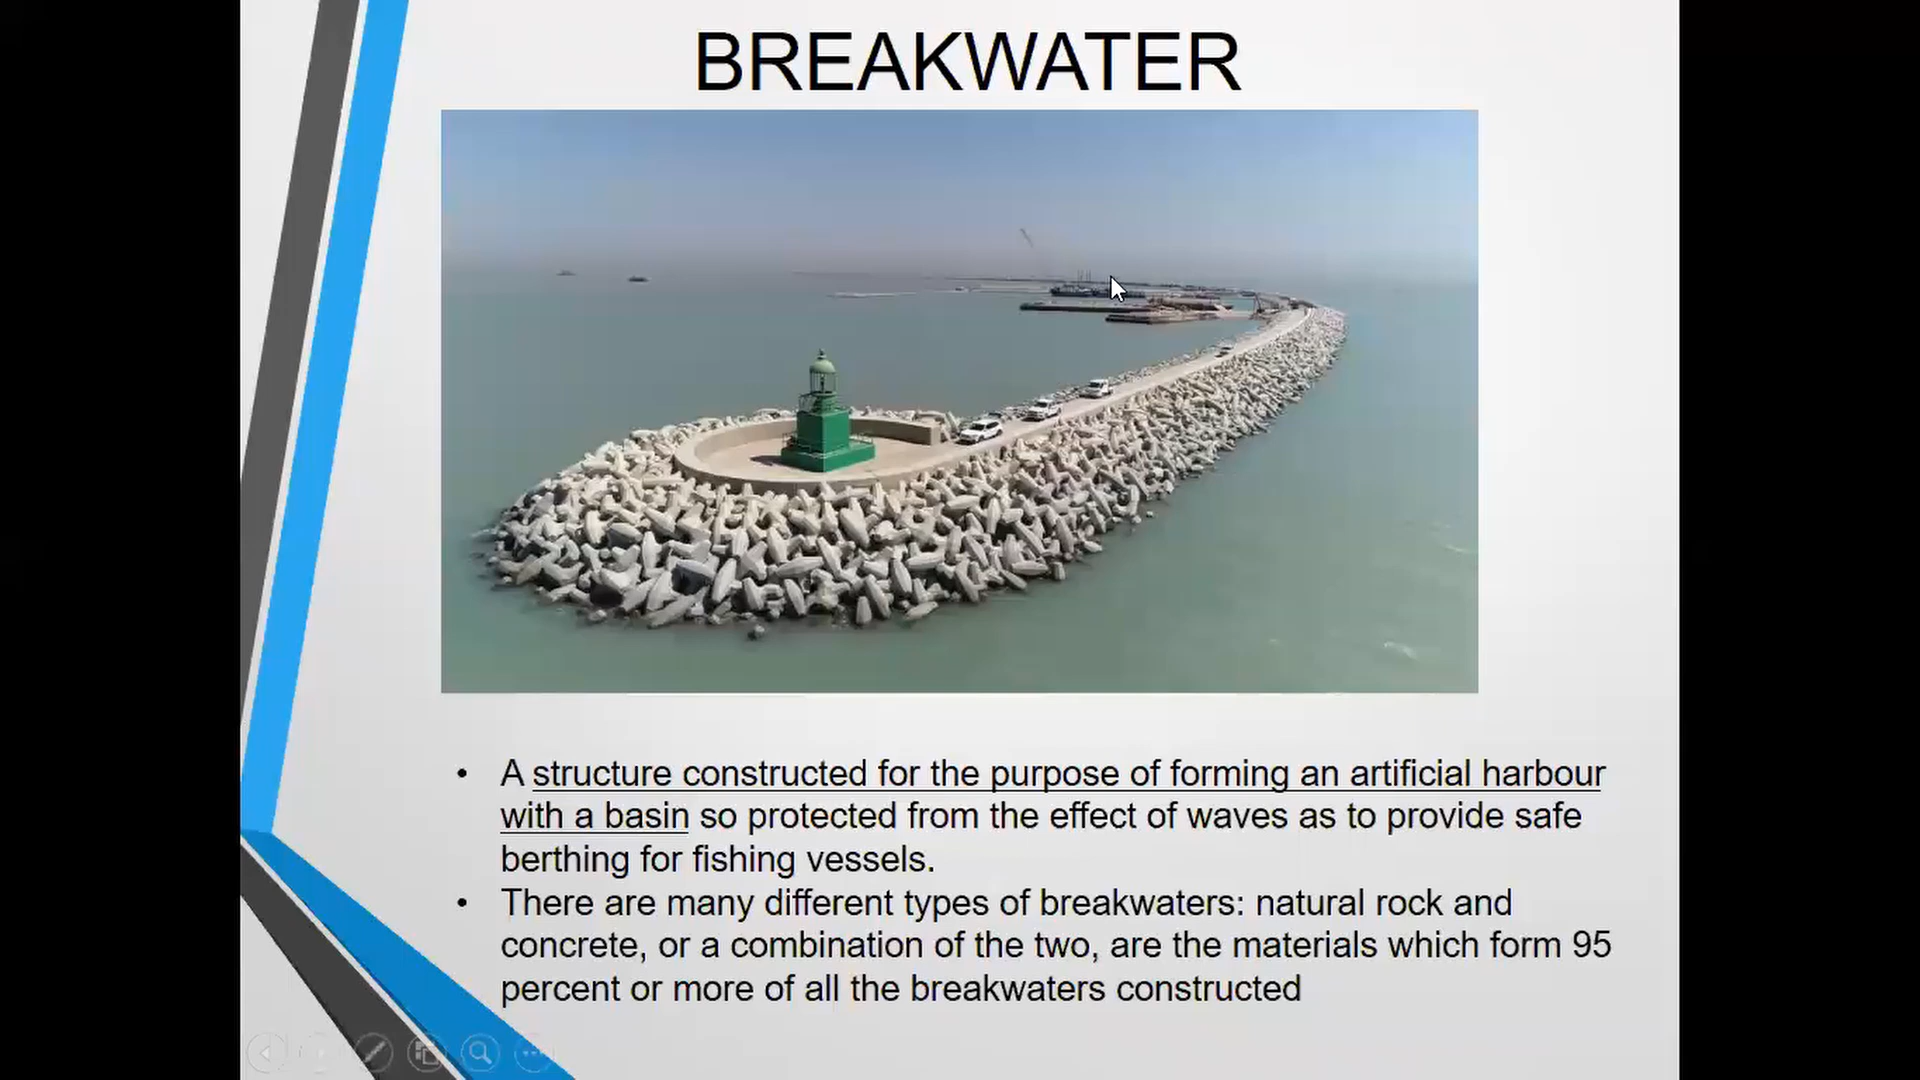 BREAKWATER
• A structure constructed for the purpose of forming an artificial harbour
with a basin so protected from the effect of waves as to provide safe
berthing for fishing vessels.
• There are many different types of breakwaters: natural rock and
concrete, or a combination of the two, are the materials which form 95
percent or more of all the breakwaters constructed